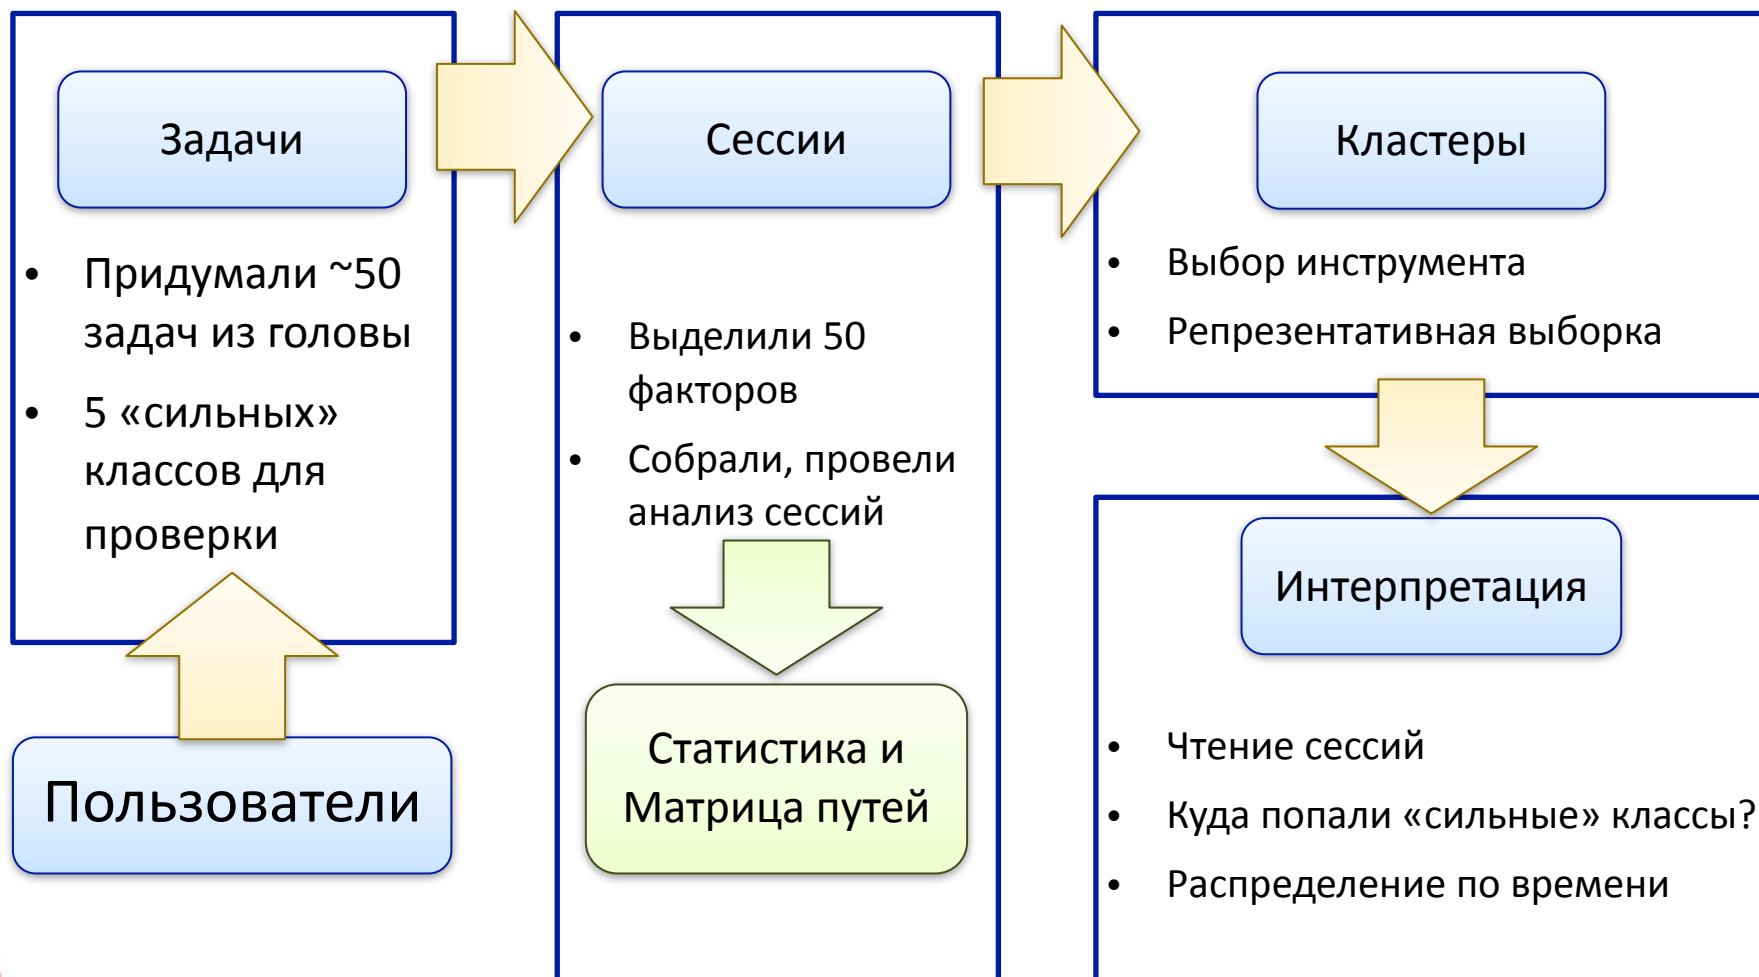 Задачи
• Придумали ~50
задач из головы
• 5 «сильных»
классов для
проверки
Пользователи
Сессии
• Выделили 50
факторов
• Собрали, провели
анализ сессий
Статистика и
Матрица путей
Кластеры
• Выбор инструмента
• Репрезентативная выборка
Интерпретация
• Чтение сессий
• Куда попали «сильные» классы?
• Распределение по времени